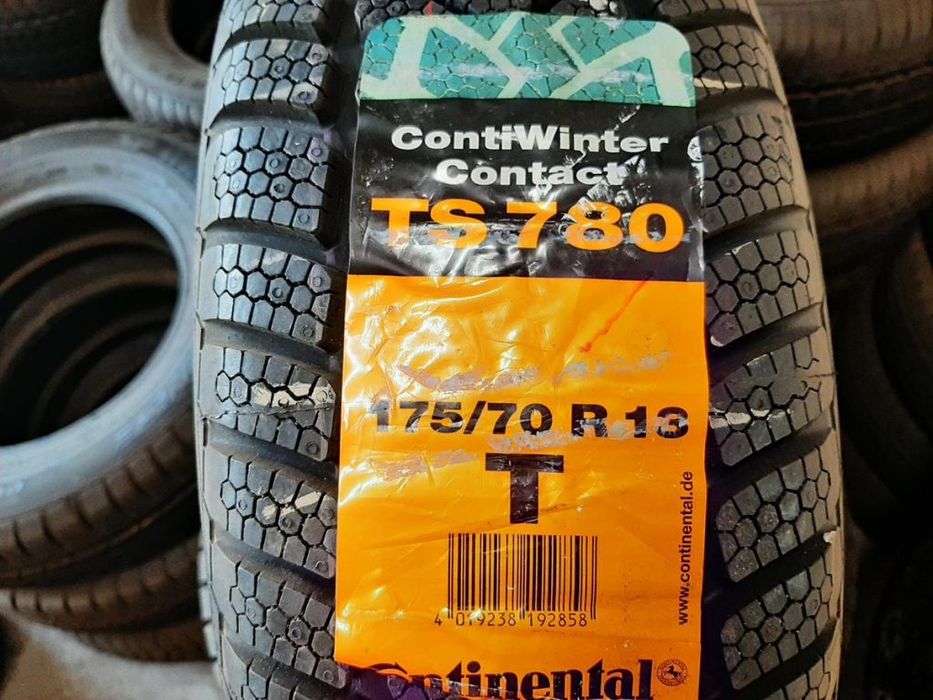 ContiWinter
Contact
TS 780
175/70 R 13
T
4 019238 192858
www.continental.de
Continental